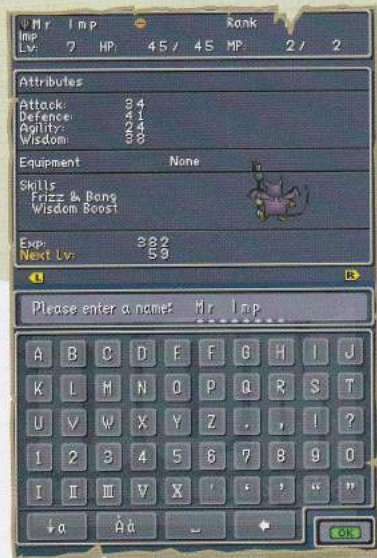 Mr Imp Rank
Imp
Lv: 7 HP: 45/ 45 MP: 2/ 2
Attributes
Attack: 34
Defence: 41
Agility: 24
Wisdom: 38
Equipment None
Skills
Frizz & Bang
Wisdom Boost
Exp: 382
Next Lv: 59
L R
Please enter a name: Mr Imp
A B C D E F G H I J
K L M N O P Q R S T
U V W X Y Z . , ! ?
1 2 3 4 5 6 7 8 9 0
I II III V X ' ‘ ’ “ ”
↓a Àà ⎵ ←
OK